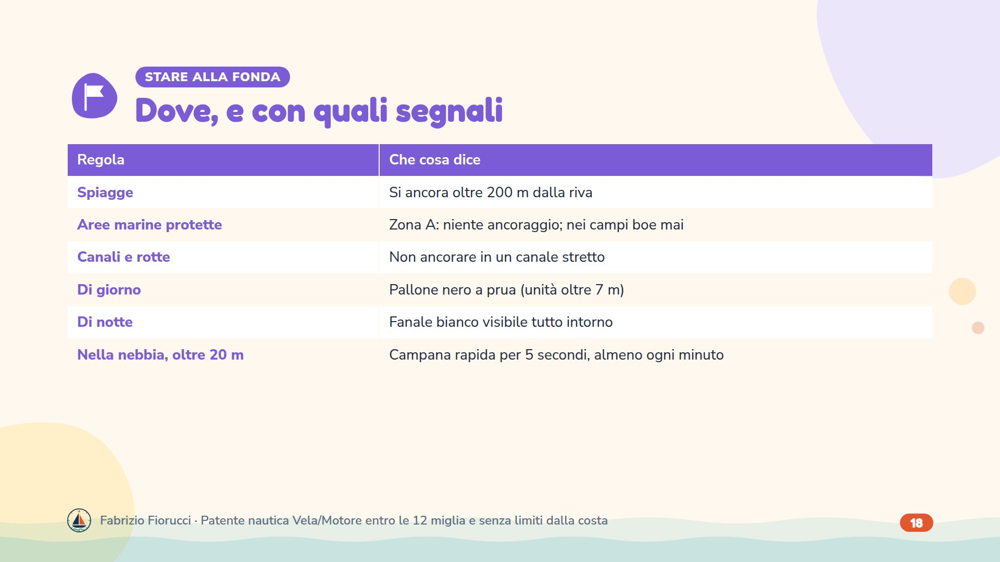 STARE ALLA FONDA
Dove, e con quali segnali
Regola
Che cosa dice
Spiagge
Si ancora oltre 200 m dalla riva
Aree marine protette
Zona A: niente ancoraggio; nei campi boe mai
Canali e rotte
Non ancorare in un canale stretto
Di giorno
Pallone nero a prua (unità oltre 7 m)
Di notte
Fanale bianco visibile tutto intorno
Nella nebbia, oltre 20 m
Campana rapida per 5 secondi, almeno ogni minuto
Fabrizio Fiorucci · Patente nautica Vela/Motore entro le 12 miglia e senza limiti dalla costa
18